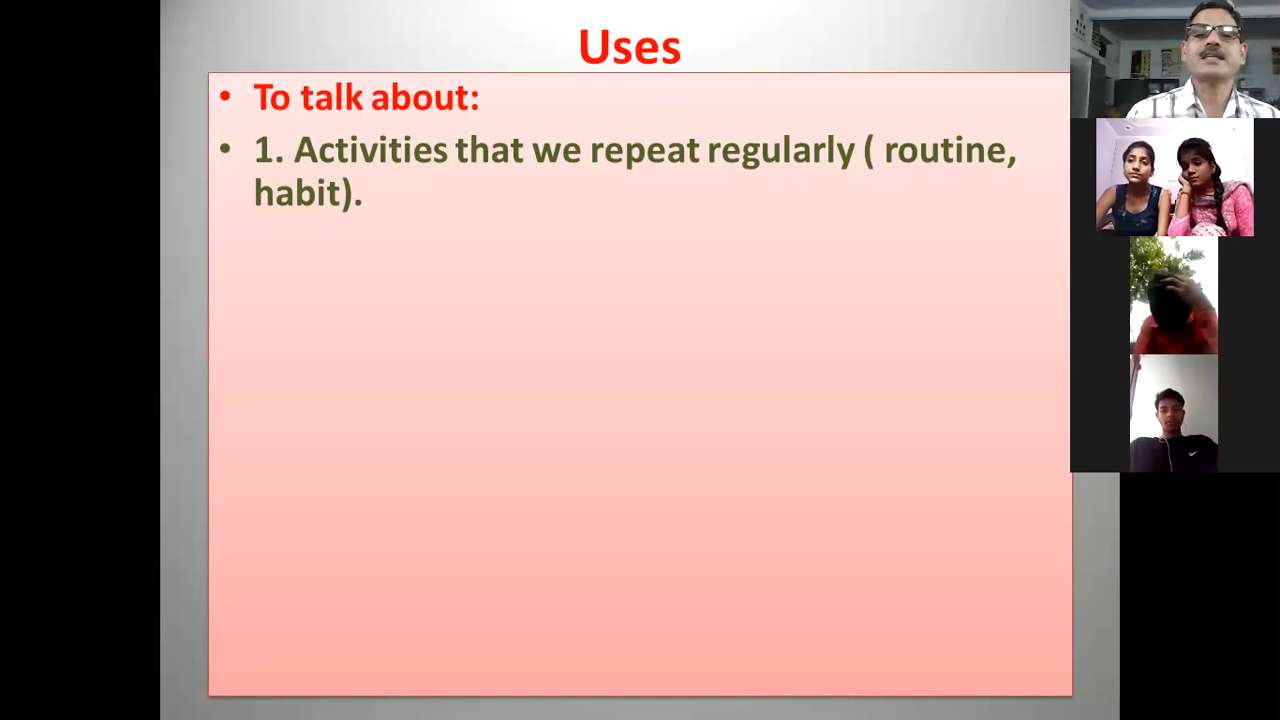 Uses
• To talk about:
• 1. Activities that we repeat regularly ( routine,
habit).